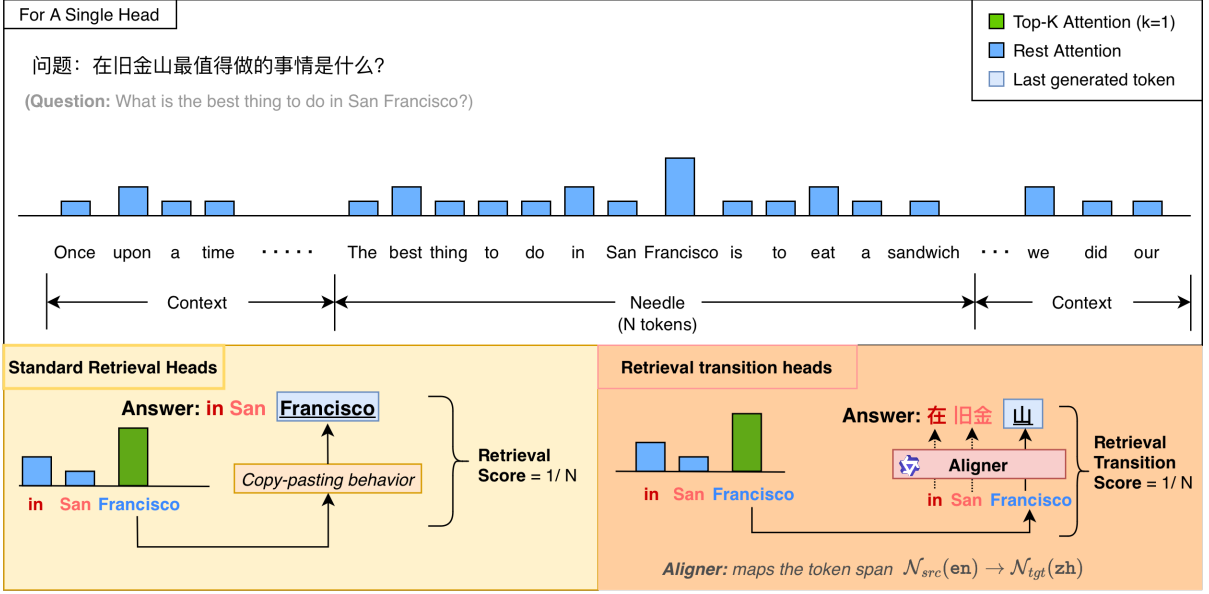 For A Single Head
Top-K Attention (k=1)
Rest Attention
Last generated token
问题：在旧金山最值得做的事情是什么？
(Question: What is the best thing to do in San Francisco?)
Once upon a time · · · · · The best thing to do in San Francisco is to eat a sandwich · · · we did our
Context
Needle
(N tokens)
Context
Standard Retrieval Heads
Answer: in San Francisco
Copy-pasting behavior
in San Francisco
Retrieval
Score = 1/ N
Retrieval transition heads
Answer: 在 旧金 山
Aligner
in San Francisco
in San Francisco
Retrieval
Transition
Score = 1/ N
Aligner: maps the token span 𝒩src(en) → 𝒩tgt(zh)